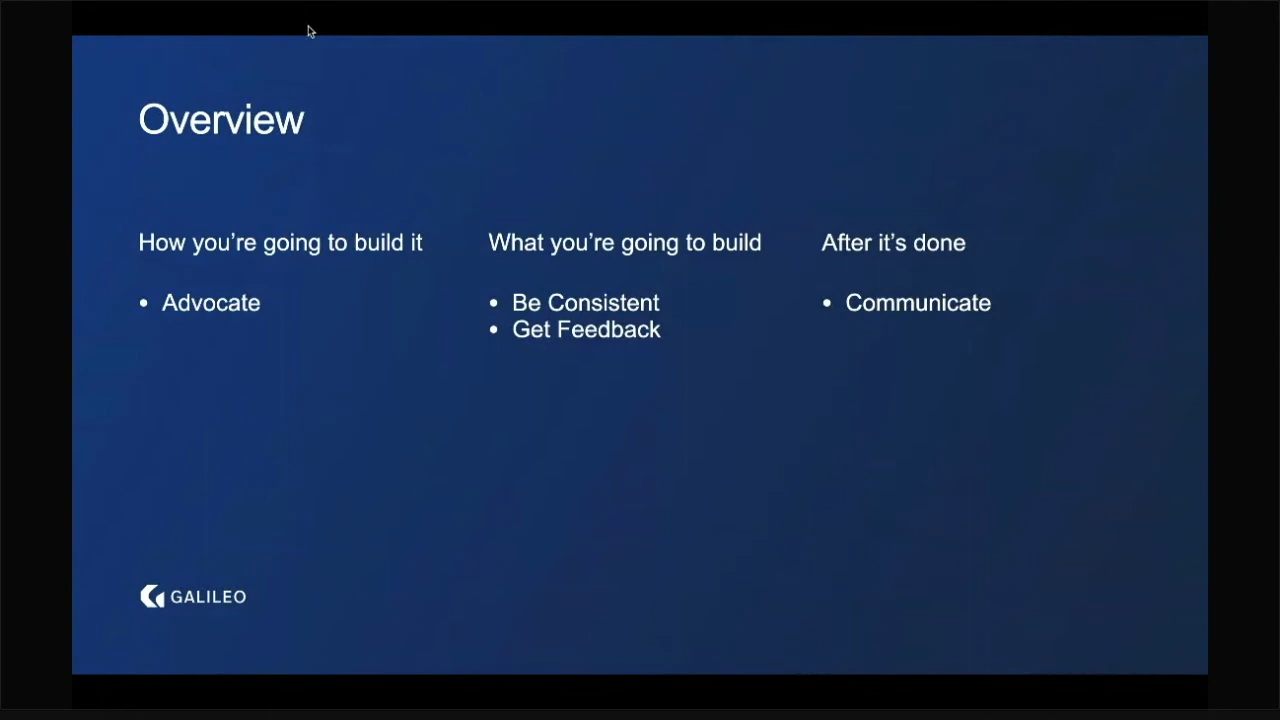 Overview
How you're going to build it
• Advocate
What you're going to build
• Be Consistent
• Get Feedback
After it's done
• Communicate
GALILEO